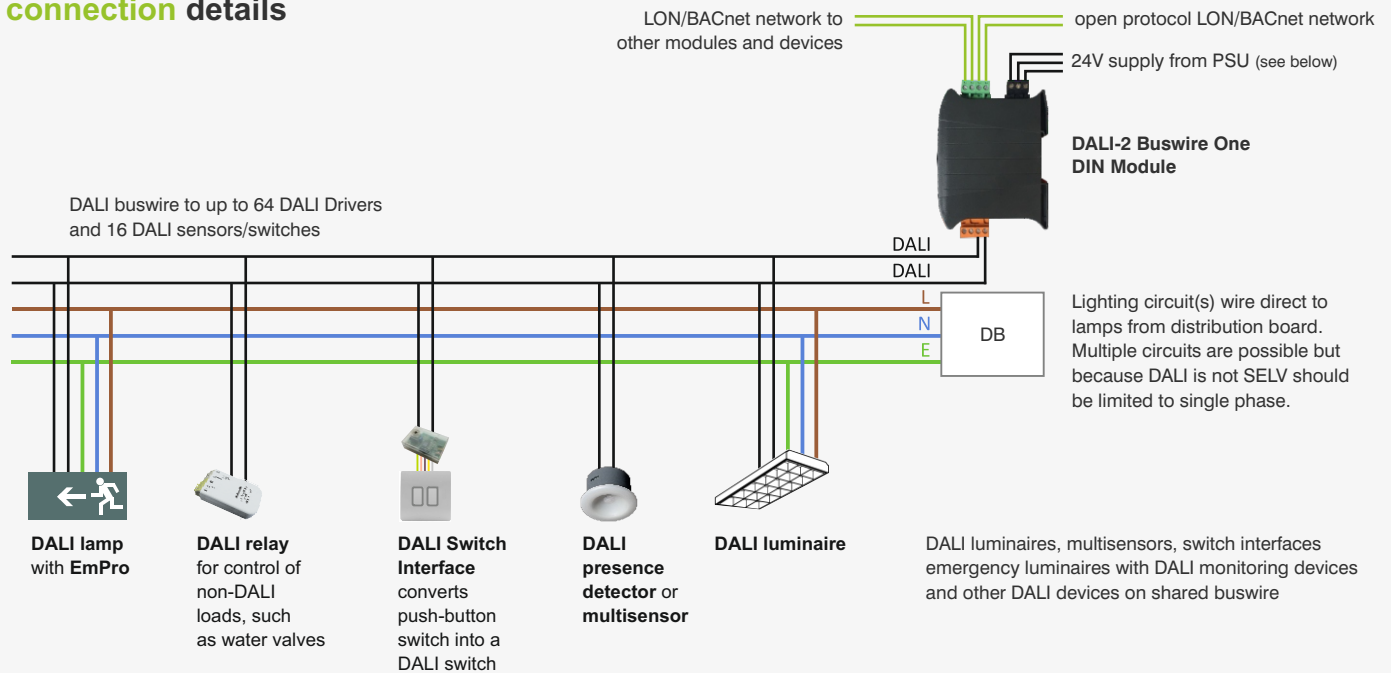 connection details
LON/BACnet network to
other modules and devices
open protocol LON/BACnet network
24V supply from PSU (see below)
DALI-2 Buswire One
DIN Module
DALI buswire to up to 64 DALI Drivers
and 16 DALI sensors/switches
DALI
DALI
L
N
E
DB
Lighting circuit(s) wire direct to
lamps from distribution board.
Multiple circuits are possible but
because DALI is not SELV should
be limited to single phase.
DALI lamp
with EmPro
DALI relay
for control of
non-DALI
loads, such
as water valves
DALI Switch
Interface
converts
push-button
switch into a
DALI switch
DALI
presence
detector or
multisensor
DALI luminaire
DALI luminaires, multisensors, switch interfaces
emergency luminaires with DALI monitoring devices
and other DALI devices on shared buswire